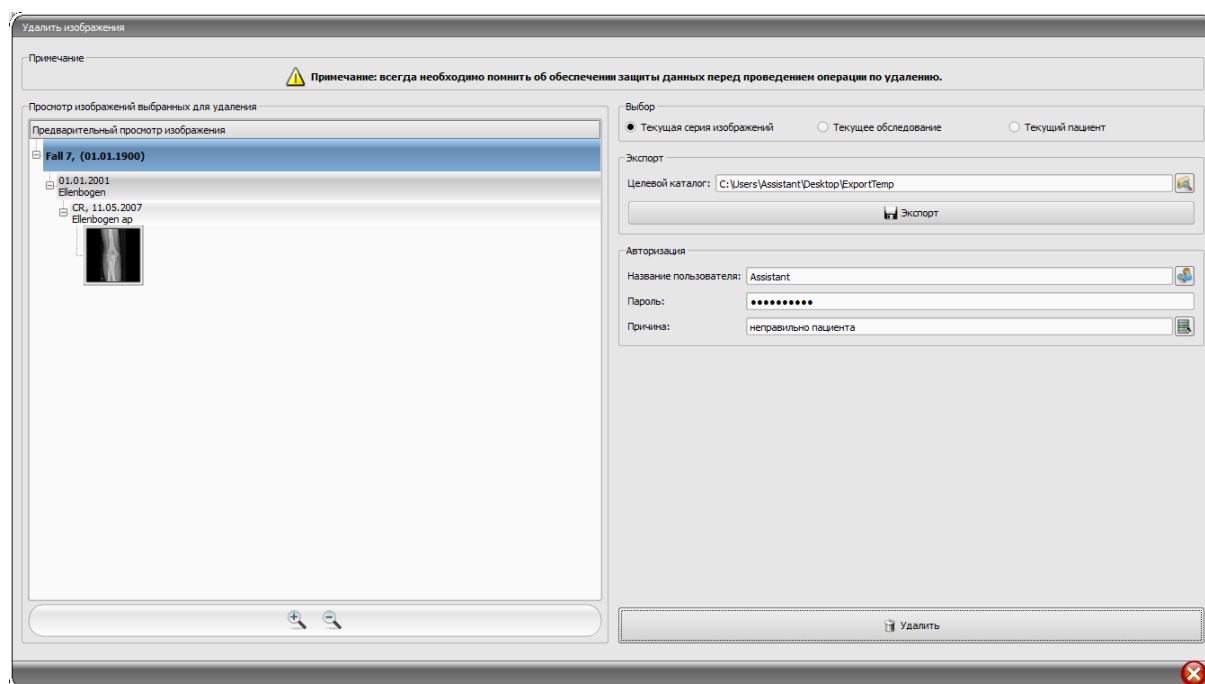 Удалить изображения
Примечание
Примечание: всегда необходимо помнить об обеспечении защиты данных перед проведением операции по удалению.
Просмотр изображений выбранных для удаления
Предварительный просмотр изображения
Fall 7, (01.01.1900)
01.01.2001
Ellenbogen
CR, 11.05.2007
Ellenbogen ap
Выбор
Текущая серия изображений
Текущее обследование
Текущий пациент
Экспорт
Целевой каталог: C:\Users\Assistant\Desktop\ExportTemp
Экспорт
Авторизация
Название пользователя: Assistant
Пароль: ••••••••••
Причина: неправильно пациента
Удалить